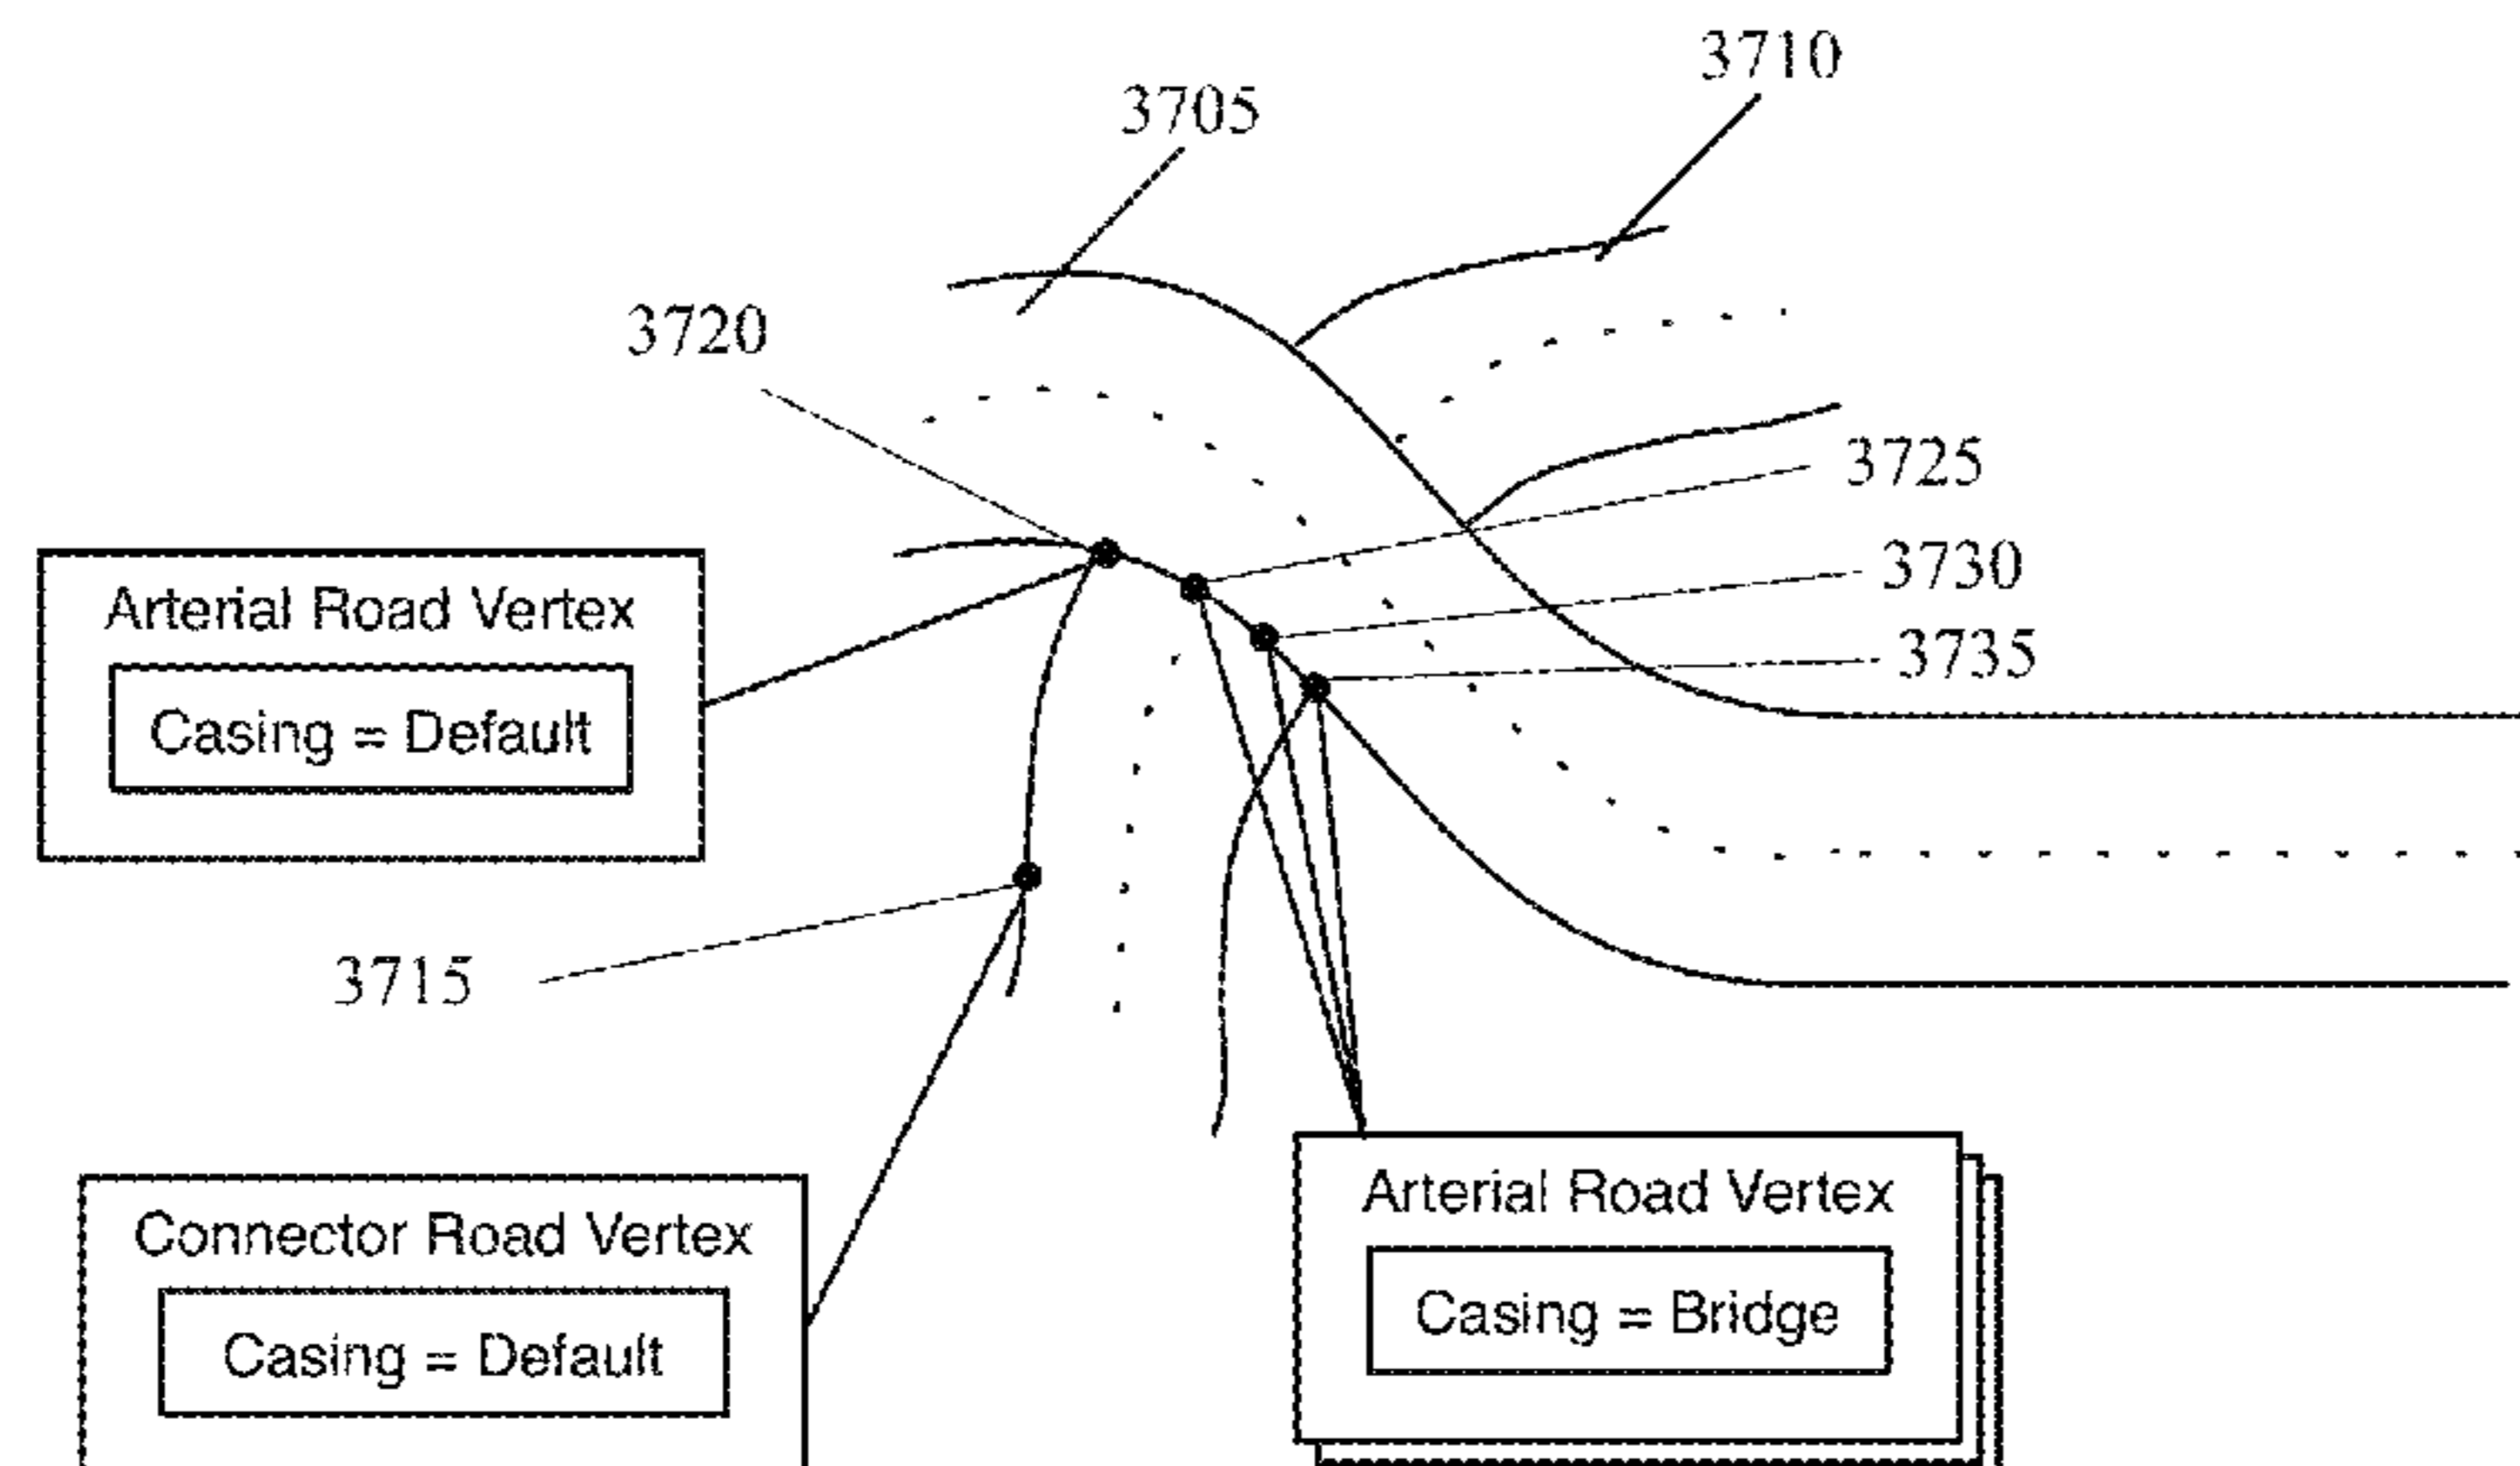 3710
3705
3720
3725
3730
3735
Arterial Road Vertex
Casing = Default
3715
Arterial Road Vertex
Casing = Bridge
Connector Road Vertex
Casing = Default